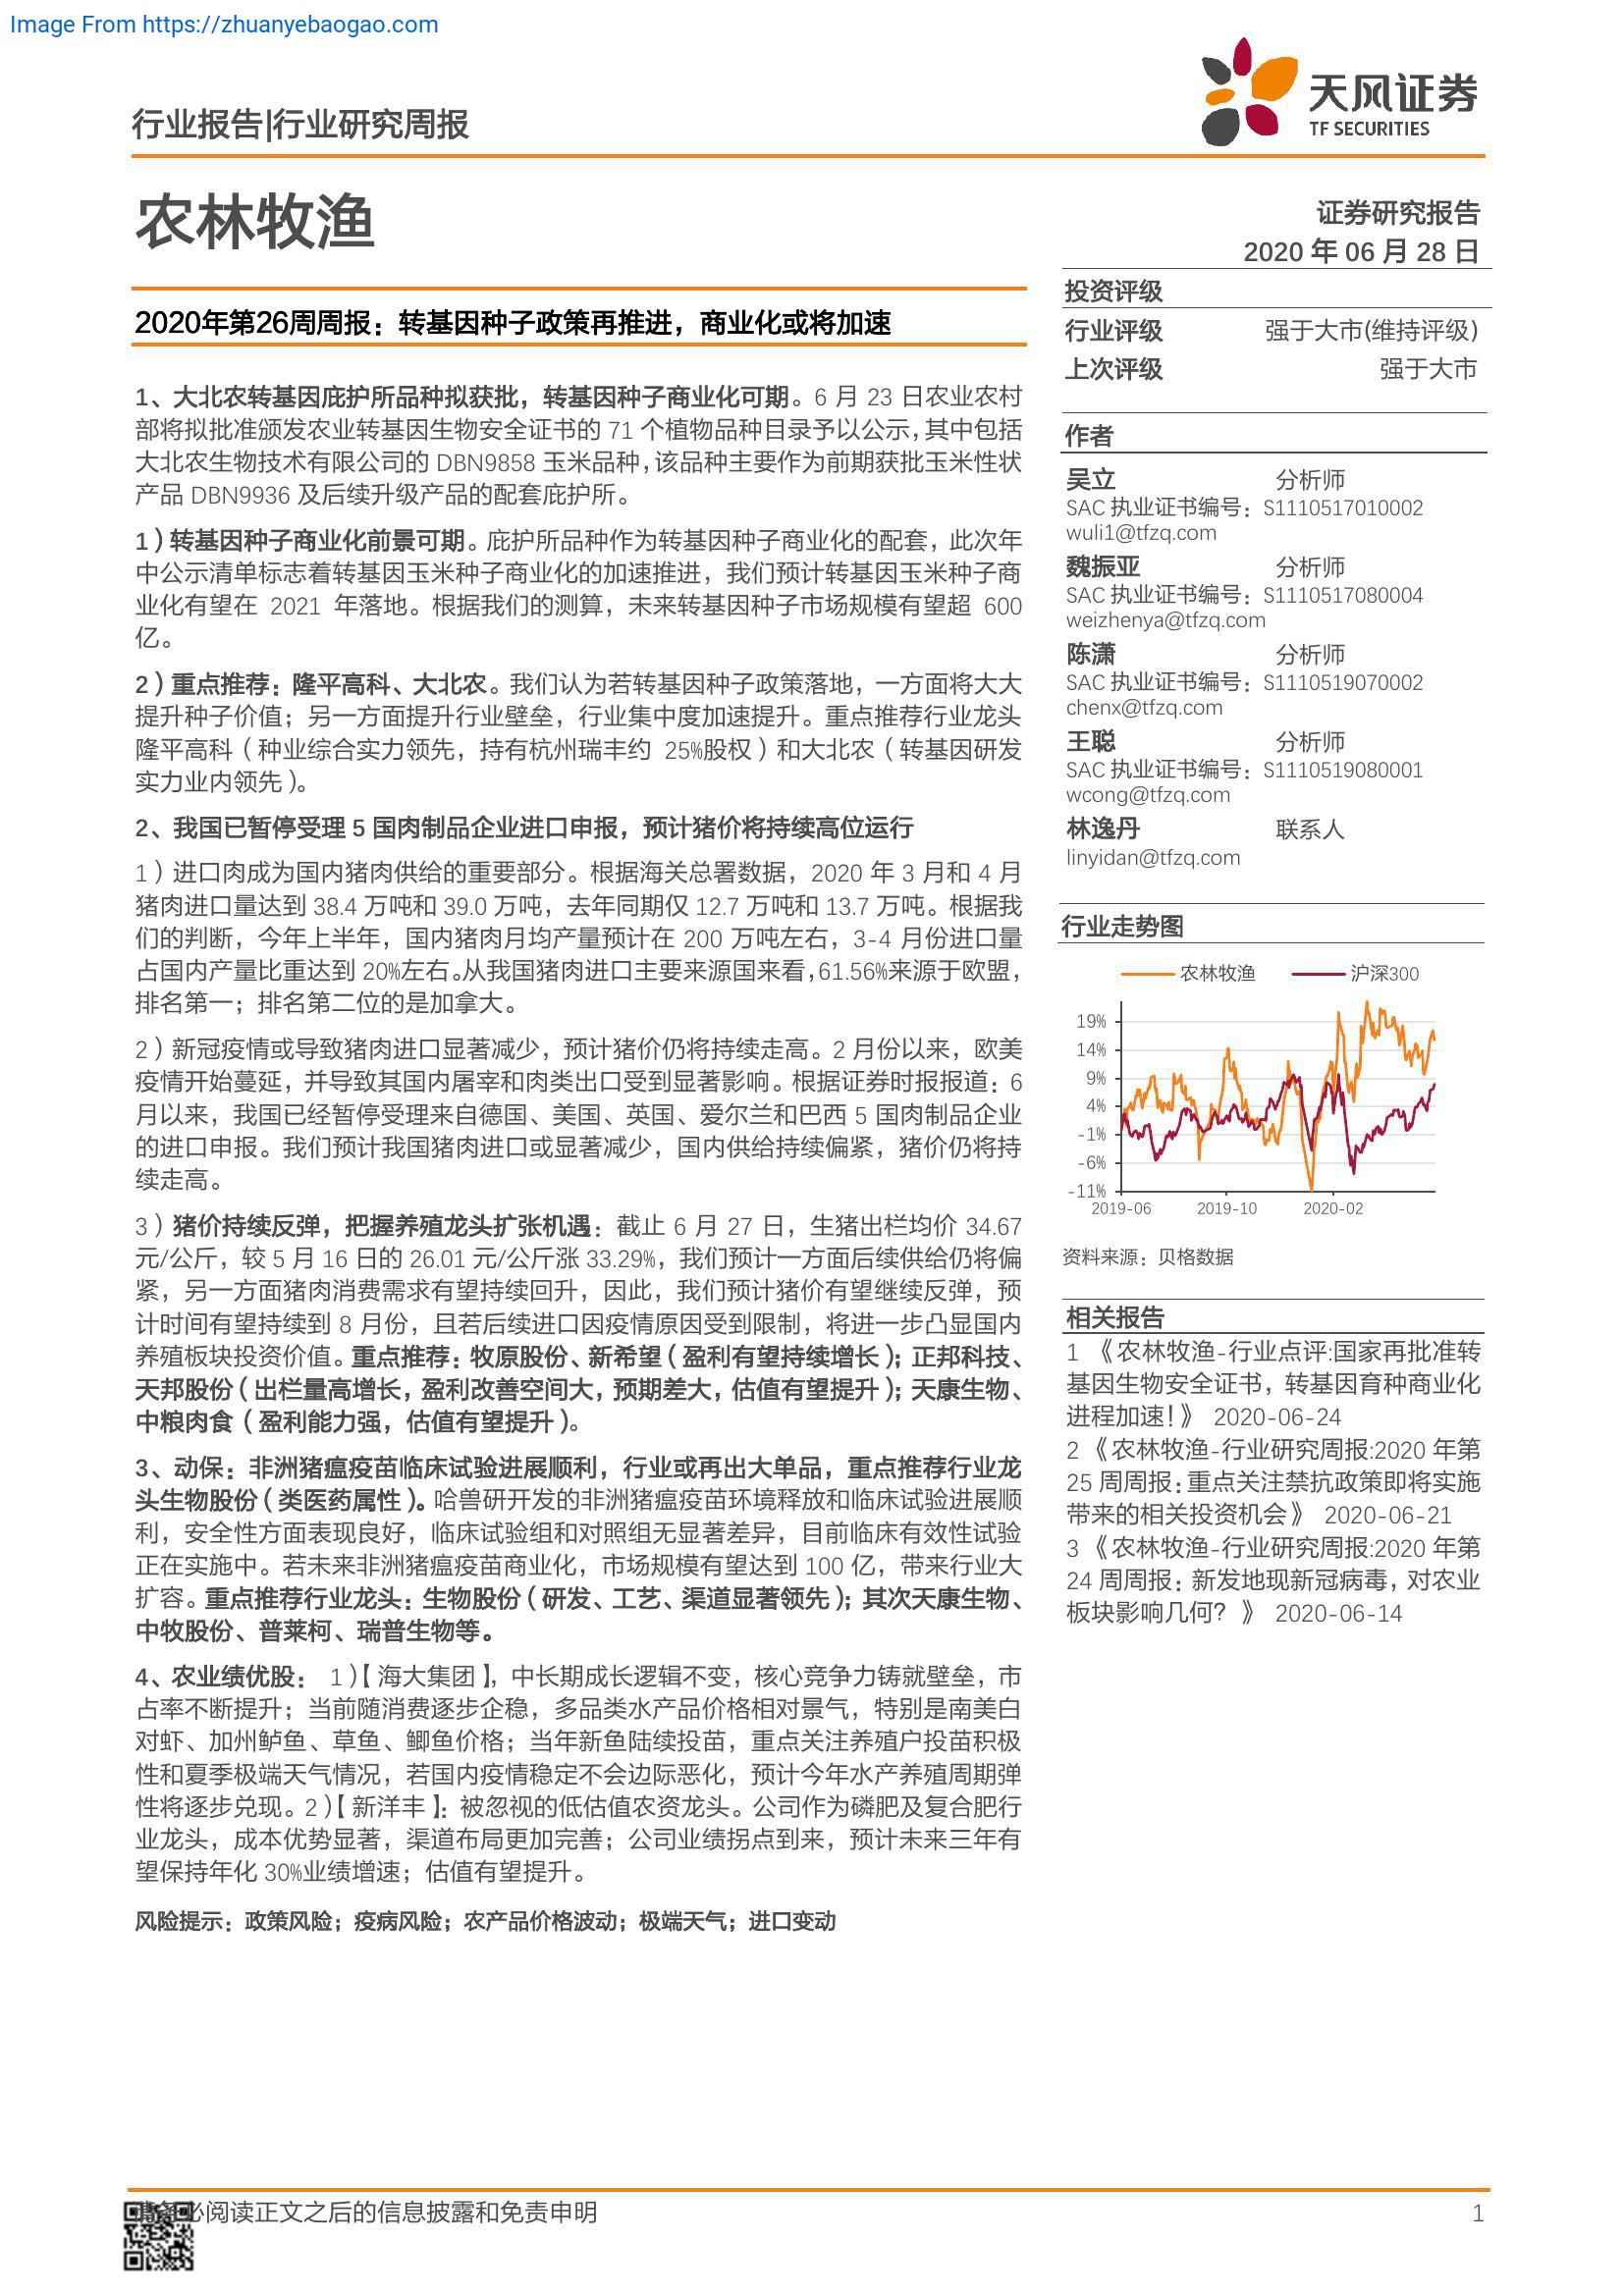 Image From https://zhuanyebaogao.com
行业报告|行业研究周报
天风证券
TF SECURITIES
农林牧渔
证券研究报告
2020 年 06 月 28 日
2020年第26周周报：转基因种子政策再推进，商业化或将加速
1、大北农转基因庇护所品种拟获批，转基因种子商业化可期。6 月 23 日农业农村
部将拟批准颁发农业转基因生物安全证书的 71 个植物品种目录予以公示，其中包括
大北农生物技术有限公司的 DBN9858 玉米品种，该品种主要作为前期获批玉米性状
产品 DBN9936 及后续升级产品的配套庇护所。
1）转基因种子商业化前景可期。庇护所品种作为转基因种子商业化的配套，此次年
中公示清单标志着转基因玉米种子商业化的加速推进，我们预计转基因玉米种子商
业化有望在 2021 年落地。根据我们的测算，未来转基因种子市场规模有望超 600
亿。
2）重点推荐：隆平高科、大北农。我们认为若转基因种子政策落地，一方面将大大
提升种子价值；另一方面提升行业壁垒，行业集中度加速提升。重点推荐行业龙头
隆平高科（种业综合实力领先，持有杭州瑞丰约 25%股权）和大北农（转基因研发
实力业内领先）。
2、我国已暂停受理 5 国肉制品企业进口申报，预计猪价将持续高位运行
1）进口肉成为国内猪肉供给的重要部分。根据海关总署数据，2020 年 3 月和 4 月
猪肉进口量达到 38.4 万吨和 39.0 万吨，去年同期仅 12.7 万吨和 13.7 万吨。根据我
们的判断，今年上半年，国内猪肉月均产量预计在 200 万吨左右，3-4 月份进口量
占国内产量比重达到 20%左右。从我国猪肉进口主要来源国来看，61.56%来源于欧盟，
排名第一；排名第二位的是加拿大。
2）新冠疫情或导致猪肉进口显著减少，预计猪价仍将持续走高。2 月份以来，欧美
疫情开始蔓延，并导致其国内屠宰和肉类出口受到显著影响。根据证券时报报道：6
月以来，我国已经暂停受理来自德国、美国、英国、爱尔兰和巴西 5 国肉制品企业
的进口申报。我们预计我国猪肉进口或显著减少，国内供给持续偏紧，猪价仍将持
续走高。
3）猪价持续反弹，把握养殖龙头扩张机遇：截止 6 月 27 日，生猪出栏均价 34.67
元/公斤，较 5 月 16 日的 26.01 元/公斤涨 33.29%，我们预计一方面后续供给仍将偏
紧，另一方面猪肉消费需求有望持续回升，因此，我们预计猪价有望继续反弹，预
计时间有望持续到 8 月份，且若后续进口因疫情原因受到限制，将进一步凸显国内
养殖板块投资价值。重点推荐：牧原股份、新希望（盈利有望持续增长）；正邦科技、
天邦股份（出栏量高增长，盈利改善空间大，预期差大，估值有望提升）；天康生物、
中粮肉食（盈利能力强，估值有望提升）。
3、动保：非洲猪瘟疫苗临床试验进展顺利，行业或再出大单品，重点推荐行业龙
头生物股份（类医药属性）。哈兽研开发的非洲猪瘟疫苗环境释放和临床试验进展顺
利，安全性方面表现良好，临床试验组和对照组无显著差异，目前临床有效性试验
正在实施中。若未来非洲猪瘟疫苗商业化，市场规模有望达到 100 亿，带来行业大
扩容。重点推荐行业龙头：生物股份（研发、工艺、渠道显著领先）；其次天康生物、
中牧股份、普莱柯、瑞普生物等。
4、农业绩优股： 1）【海大集团】，中长期成长逻辑不变，核心竞争力铸就壁垒，市
占率不断提升；当前随消费逐步企稳，多品类水产品价格相对景气，特别是南美白
对虾、加州鲈鱼、草鱼、鲫鱼价格；当年新鱼陆续投苗，重点关注养殖户投苗积极
性和夏季极端天气情况，若国内疫情稳定不会边际恶化，预计今年水产养殖周期弹
性将逐步兑现。2）【新洋丰】：被忽视的低估值农资龙头。公司作为磷肥及复合肥行
业龙头，成本优势显著，渠道布局更加完善；公司业绩拐点到来，预计未来三年有
望保持年化 30%业绩增速；估值有望提升。
风险提示：政策风险；疫病风险；农产品价格波动；极端天气；进口变动
投资评级
行业评级 强于大市(维持评级)
上次评级 强于大市
作者
吴立 分析师
SAC 执业证书编号：S1110517010002
wuli1@tfzq.com
魏振亚 分析师
SAC 执业证书编号：S1110517080004
weizhenya@tfzq.com
陈潇 分析师
SAC 执业证书编号：S1110519070002
chenx@tfzq.com
王聪 分析师
SAC 执业证书编号：S1110519080001
wcong@tfzq.com
林逸丹 联系人
linyidan@tfzq.com
行业走势图
农林牧渔 沪深300
19%
14%
9%
4%
-1%
-6%
-11%
2019-06 2019-10 2020-02
资料来源：贝格数据
相关报告
1 《农林牧渔-行业点评:国家再批准转
基因生物安全证书，转基因育种商业化
进程加速！》 2020-06-24
2 《农林牧渔-行业研究周报:2020 年第
25 周周报：重点关注禁抗政策即将实施
带来的相关投资机会》 2020-06-21
3 《农林牧渔-行业研究周报:2020 年第
24 周周报：新发地现新冠病毒，对农业
板块影响几何？》 2020-06-14
请务必阅读正文之后的信息披露和免责申明 1